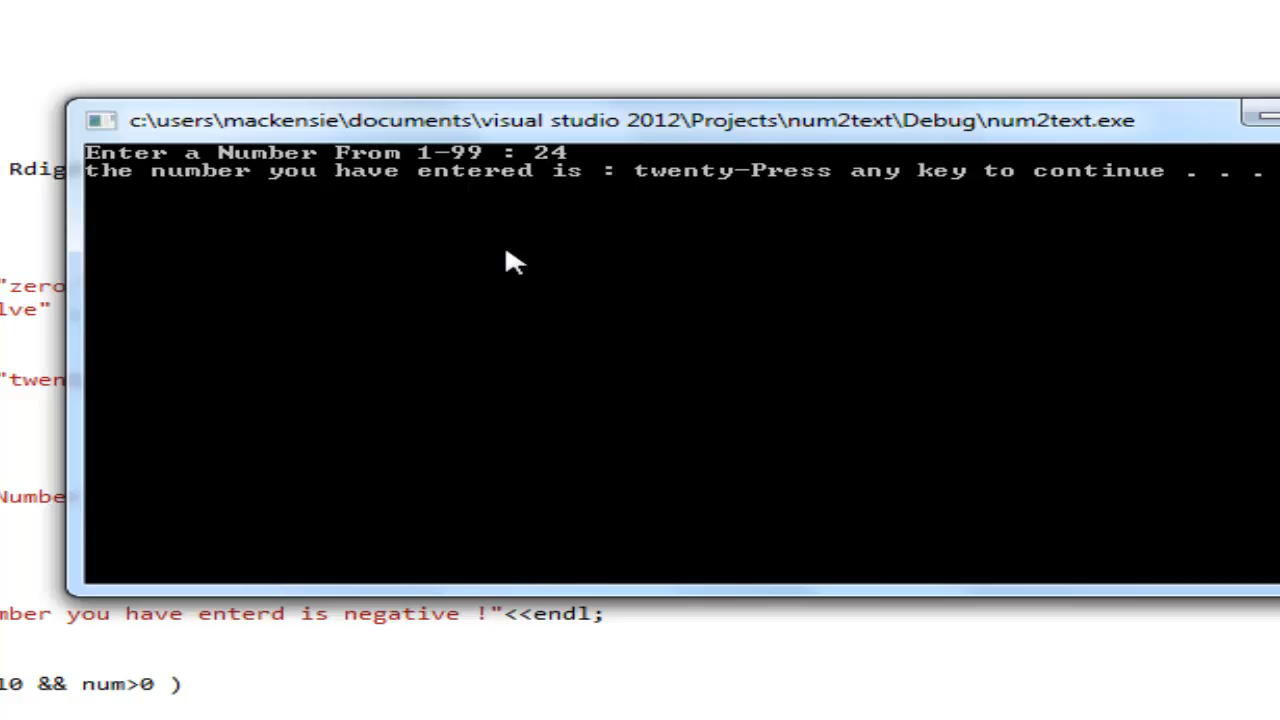 c:\users\mackensie\documents\visual studio 2012\Projects\num2text\Debug\num2text.exe
Enter a Number From 1-99 : 24
Rdig
the number you have entered is : twenty-Press any key to continue . . .
"zero
lve"
"twen
Numbe
mber you have enterd is negative !"<<endl;
10 && num>0 )